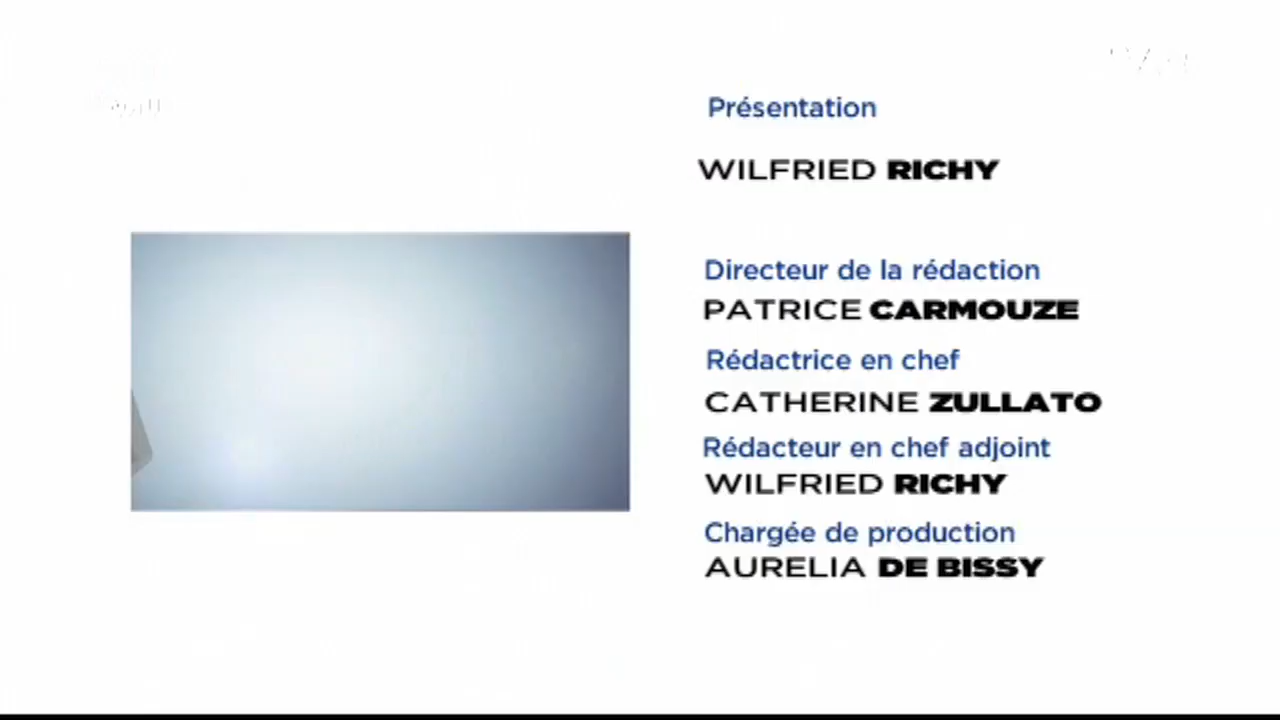 Présentation
WILFRIED RICHY
Directeur de la rédaction
PATRICE CARMOUZE
Rédactrice en chef
CATHERINE ZULLATO
Rédacteur en chef adjoint
WILFRIED RICHY
Chargée de production
AURELIA DE BISSY